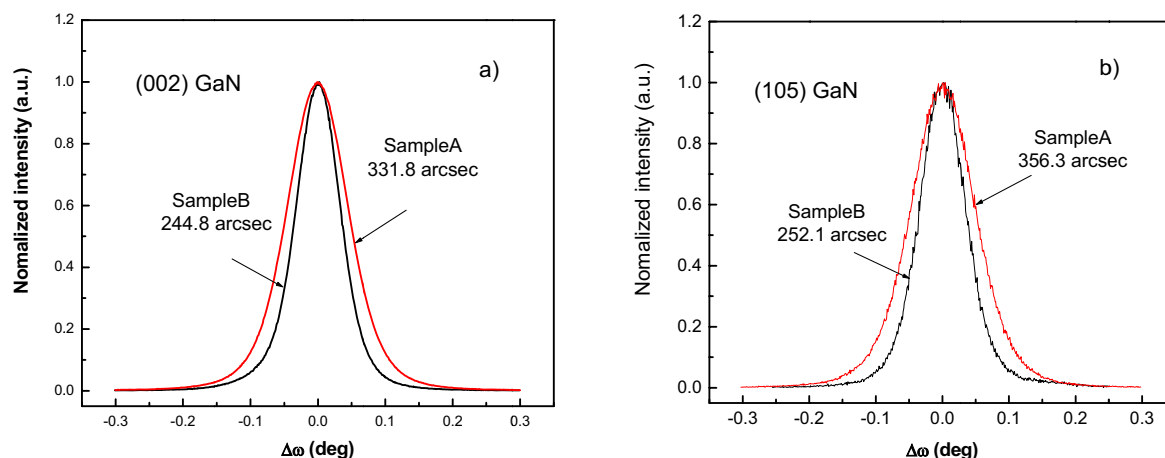 1.2
1.0
0.8
0.6
0.4
0.2
0.0
Nomalized intensity (a.u.)
(002) GaN
a)
SampleA
331.8 arcsec
SampleB
244.8 arcsec
-0.3 -0.2 -0.1 0.0 0.1 0.2 0.3
Δω (deg)
1.2
1.0
0.8
0.6
0.4
0.2
0.0
Nomalized intensity (a.u.)
(105) GaN
b)
SampleA
356.3 arcsec
SampleB
252.1 arcsec
-0.3 -0.2 -0.1 0.0 0.1 0.2 0.3
Δω (deg)